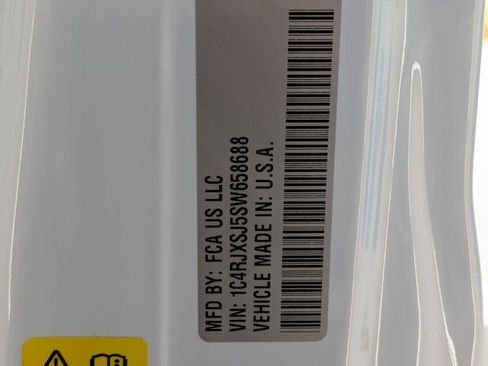 MFD BY: FCA US LLC
VIN: 1C4RJXSJ5SW658688
VEHICLE MADE IN: U.S.A.